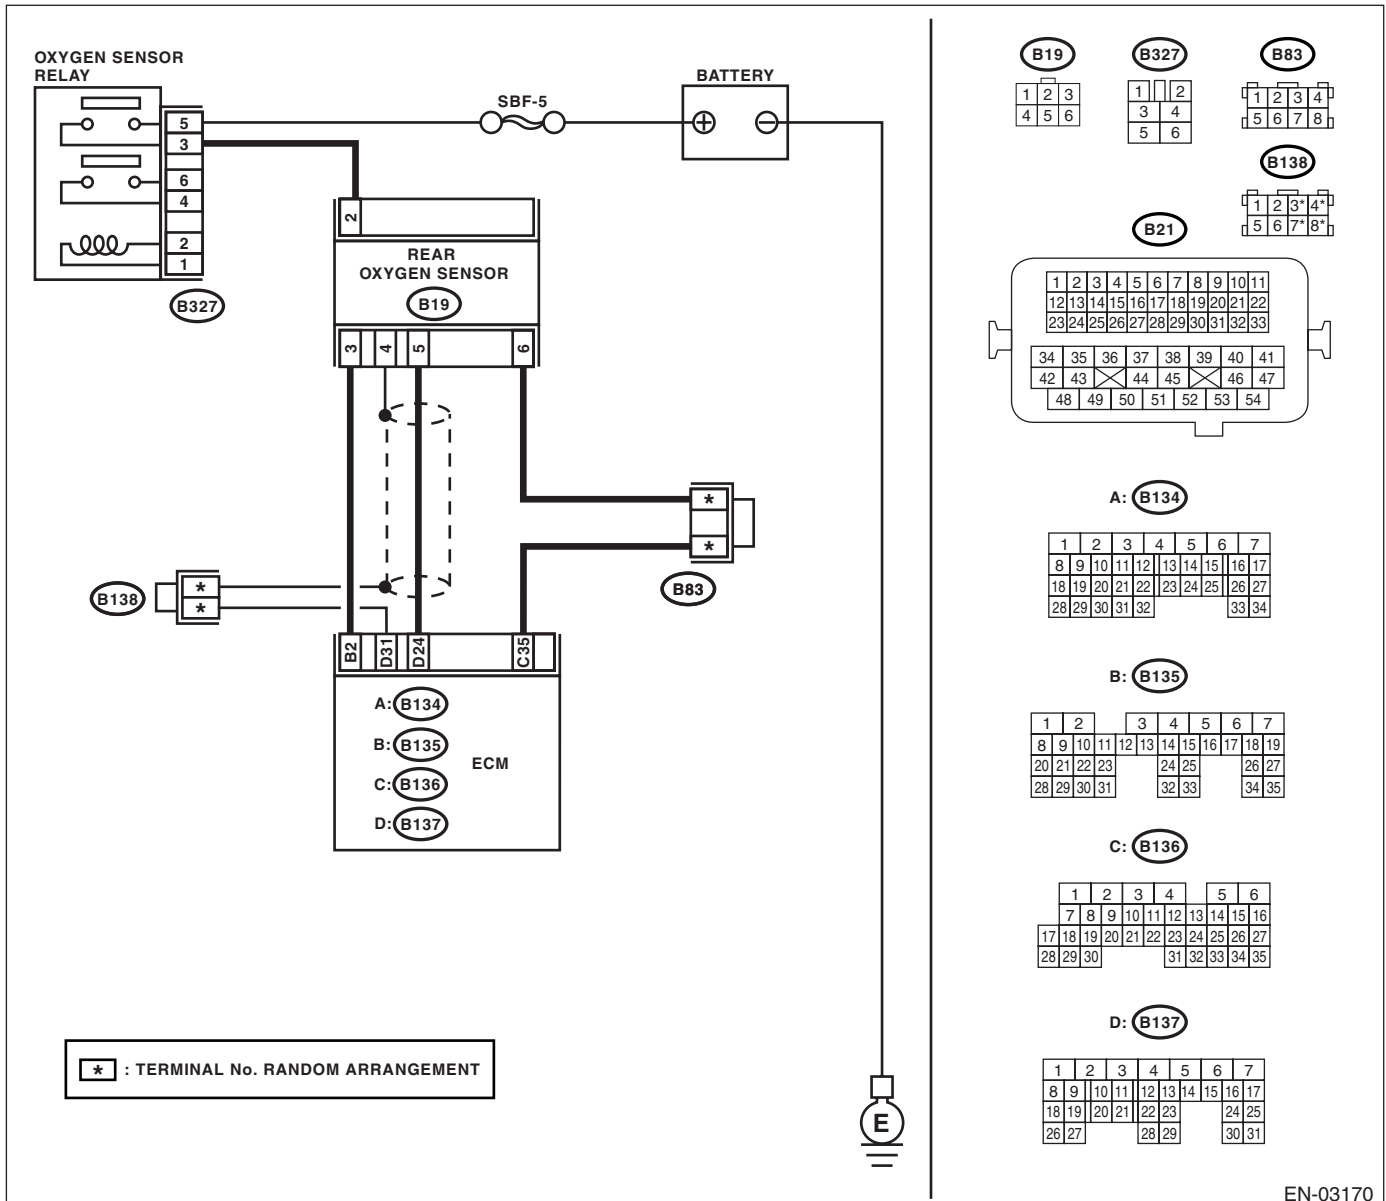 OXYGEN SENSOR
RELAY
5
3
6
4
2
1
B327
SBF-5
BATTERY
+ −
2
REAR
OXYGEN SENSOR
B19
3 4 5 6
*
*
B83
B138
*
*
B2 D31 D24 C35
A: B134
B: B135
C: B136
D: B137
ECM
* : TERMINAL No. RANDOM ARRANGEMENT
E
B19
1 2 3
4 5 6
B327
1 2
3 4
5 6
B83
1 2 3 4
5 6 7 8
B138
1 2 3* 4*
5 6 7* 8*
B21
1 2 3 4 5 6 7 8 9 10 11
12 13 14 15 16 17 18 19 20 21 22
23 24 25 26 27 28 29 30 31 32 33
34 35 36 37 38 39 40 41
42 43 44 45 46 47
48 49 50 51 52 53 54
A: B134
1 2 3 4 5 6 7
8 9 10 11 12 13 14 15 16 17
18 19 20 21 22 23 24 25 26 27
28 29 30 31 32 33 34
B: B135
1 2 3 4 5 6 7
8 9 10 11 12 13 14 15 16 17 18 19
20 21 22 23 24 25 26 27
28 29 30 31 32 33 34 35
C: B136
1 2 3 4 5 6
7 8 9 10 11 12 13 14 15 16
17 18 19 20 21 22 23 24 25 26 27
28 29 30 31 32 33 34 35
D: B137
1 2 3 4 5 6 7
8 9 10 11 12 13 14 15 16 17
18 19 20 21 22 23 24 25
26 27 28 29 30 31
EN-03170